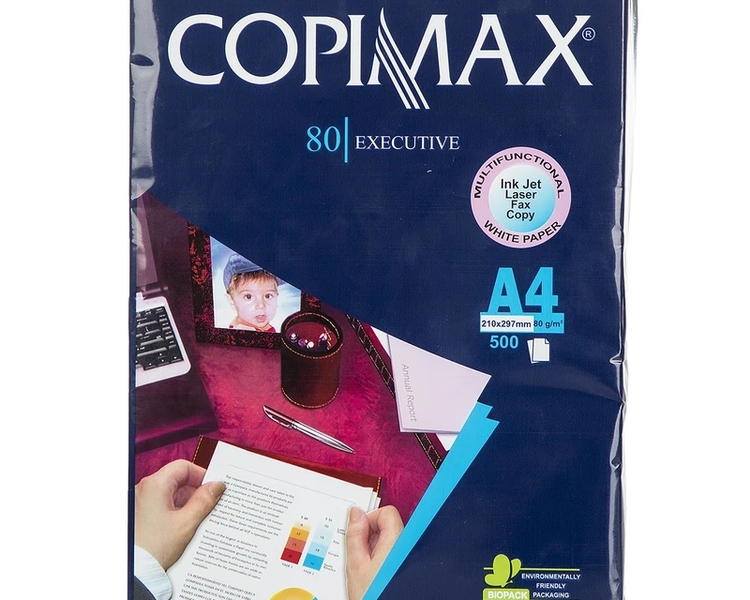 COPIMAX®
80 EXECUTIVE
MULTIFUNCTIONAL
Ink Jet
Laser
Fax
Copy
WHITE PAPER
A4
210x297mm 80 g/m²
500
Annual Report
ENVIRONMENTALLY
FRIENDLY
BIOPACK PACKAGING